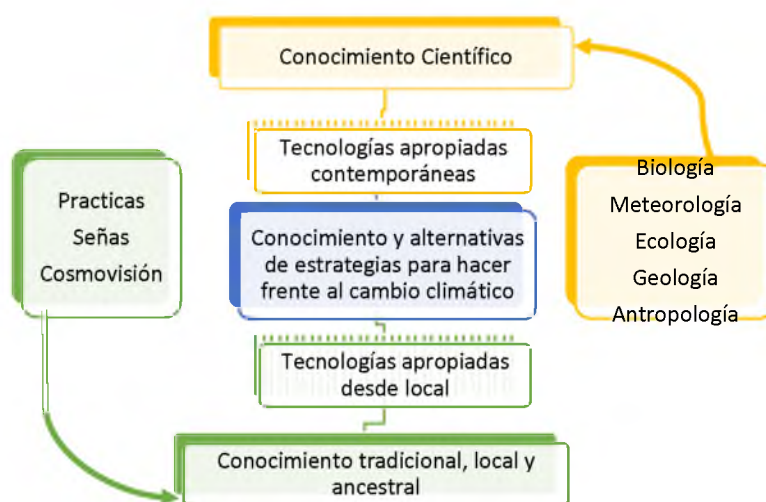 Conocimiento Científico
Tecnologías apropiadas
contemporáneas
Practicas
Señas
Cosmovisión
Conocimiento y alternativas
de estrategias para hacer
frente al cambio climático
Biología
Meteorología
Ecología
Geología
Antropología
Tecnologías apropiadas
desde local
Conocimiento tradicional, local y
ancestral